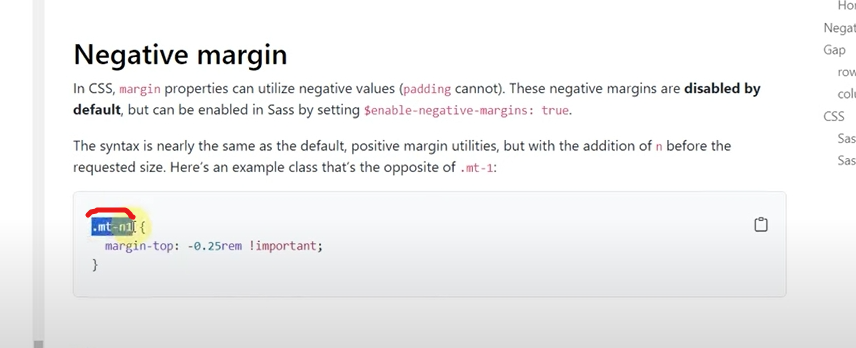 Negative margin
In CSS, margin properties can utilize negative values (padding cannot). These negative margins are disabled by
default, but can be enabled in Sass by setting $enable-negative-margins: true.
The syntax is nearly the same as the default, positive margin utilities, but with the addition of n before the
requested size. Here's an example class that's the opposite of .mt-1:
.mt-n1 {
margin-top: -0.25rem !important;
}
Negat
Gap
row
colu
CSS
Sas
Sas